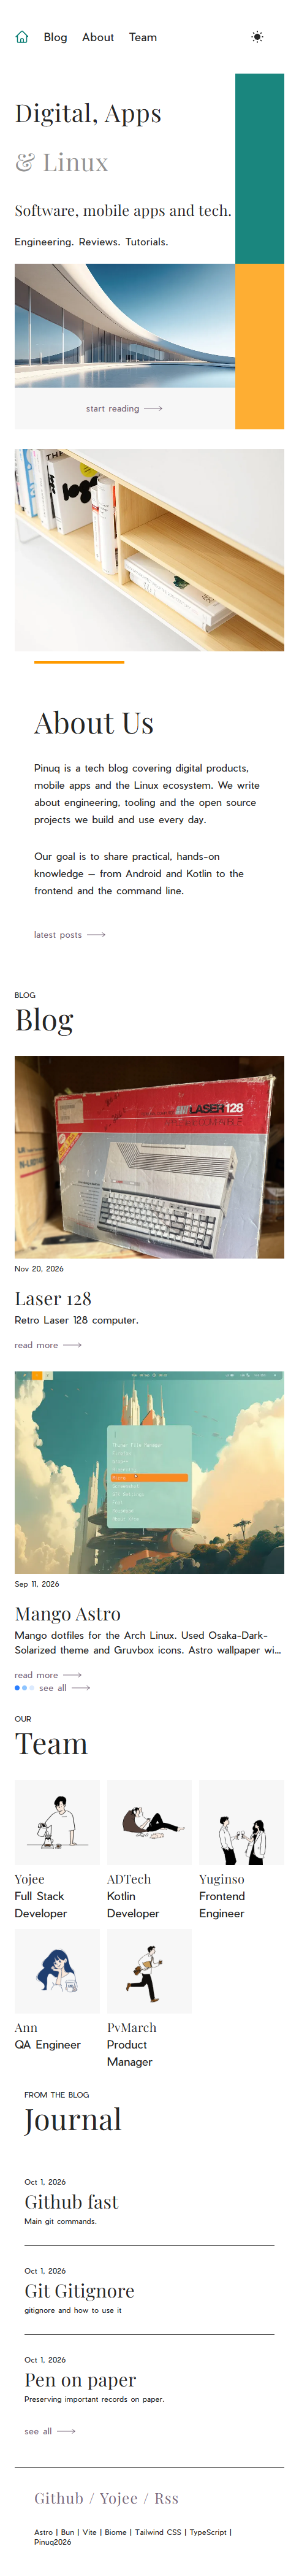 Blog About Team
Digital, Apps
& Linux
Software, mobile apps and tech.
Engineering. Reviews. Tutorials.
start reading
About Us
Pinuq is a tech blog covering digital products,
mobile apps and the Linux ecosystem. We write
about engineering, tooling and the open source
projects we build and use every day.
Our goal is to share practical, hands-on
knowledge — from Android and Kotlin to the
frontend and the command line.
latest posts
BLOG
Blog
LASER 128
Nov 20, 2026
Laser 128
Retro Laser 128 computer.
read more
Sep 11, 2026
Mango Astro
Mango dotfiles for the Arch Linux. Used Osaka-Dark-
Solarized theme and Gruvbox icons. Astro wallpaper wi...
read more
see all
OUR
Team
Yojee
Full Stack
Developer
ADTech
Kotlin
Developer
Yuginso
Frontend
Engineer
Ann
QA Engineer
PvMarch
Product
Manager
FROM THE BLOG
Journal
Oct 1, 2026
Github fast
Main git commands.
Oct 1, 2026
Git Gitignore
gitignore and how to use it
Oct 1, 2026
Pen on paper
Preserving important records on paper.
see all
Github / Yojee / Rss
Astro | Bun | Vite | Biome | Tailwind CSS | TypeScript |
Pinuq2026